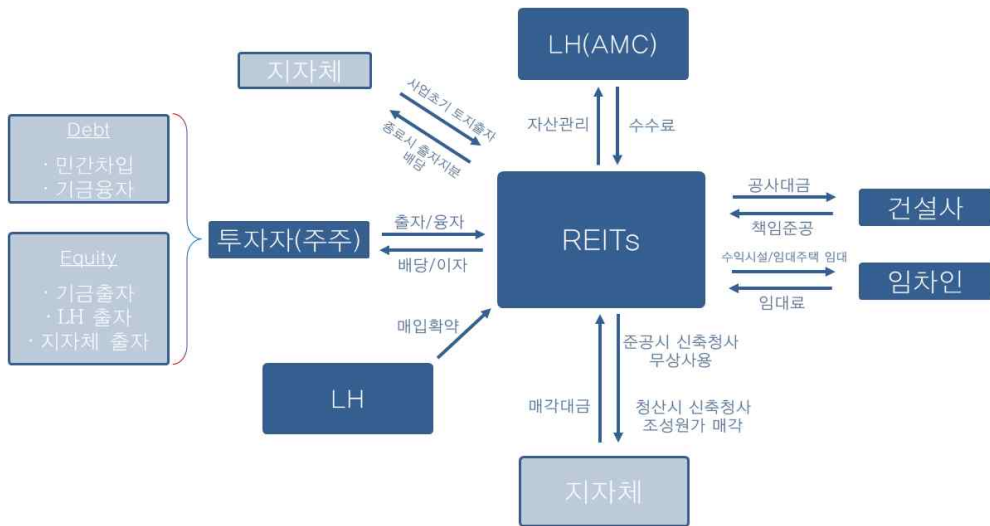 LH(AMC)
지자체
사업초기 토지출자
종료시 출자지분
배당
자산관리
수수료
Debt
· 민간차입
· 기금융자
Equity
· 기금출자
· LH 출자
· 지자체 출자
투자자(주주)
출자/융자
배당/이자
REITs
공사대금
책임준공
건설사
수익시설/임대주택 임대
임대료
임차인
매입확약
LH
매각대금
준공시 신축청사
무상사용
청산시 신축청사
조성원가 매각
지자체